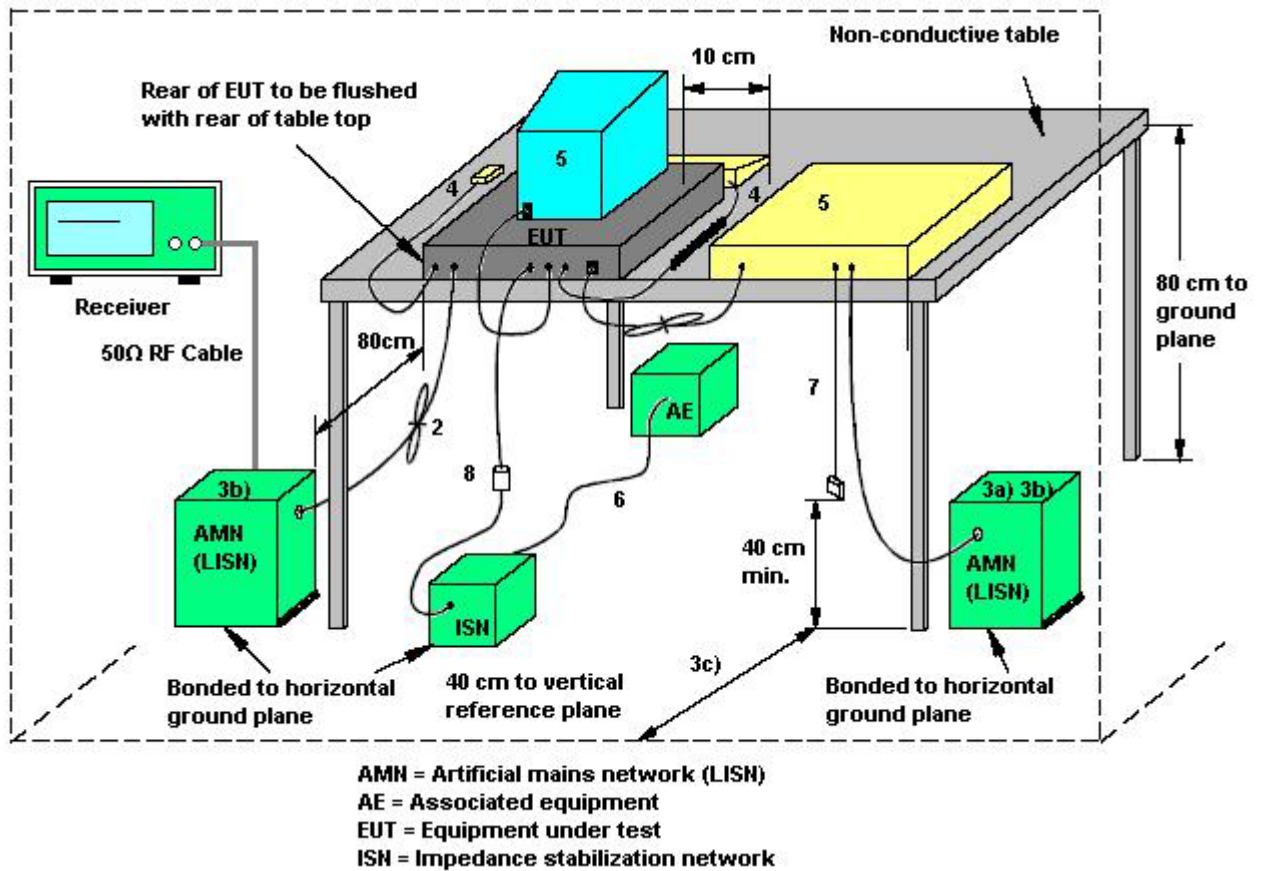 Non-conductive table
10 cm
Rear of EUT to be flushed
with rear of table top
5
4
4
5
EUT
Receiver
80 cm to
ground
plane
50Ω RF Cable
80cm
7
AE
2
8
6
3b)
AMN
(LISN)
3a) 3b)
AMN
(LISN)
40 cm
min.
ISN
3c)
Bonded to horizontal
ground plane
40 cm to vertical
reference plane
Bonded to horizontal
ground plane
AMN = Artificial mains network (LISN)
AE = Associated equipment
EUT = Equipment under test
ISN = Impedance stabilization network